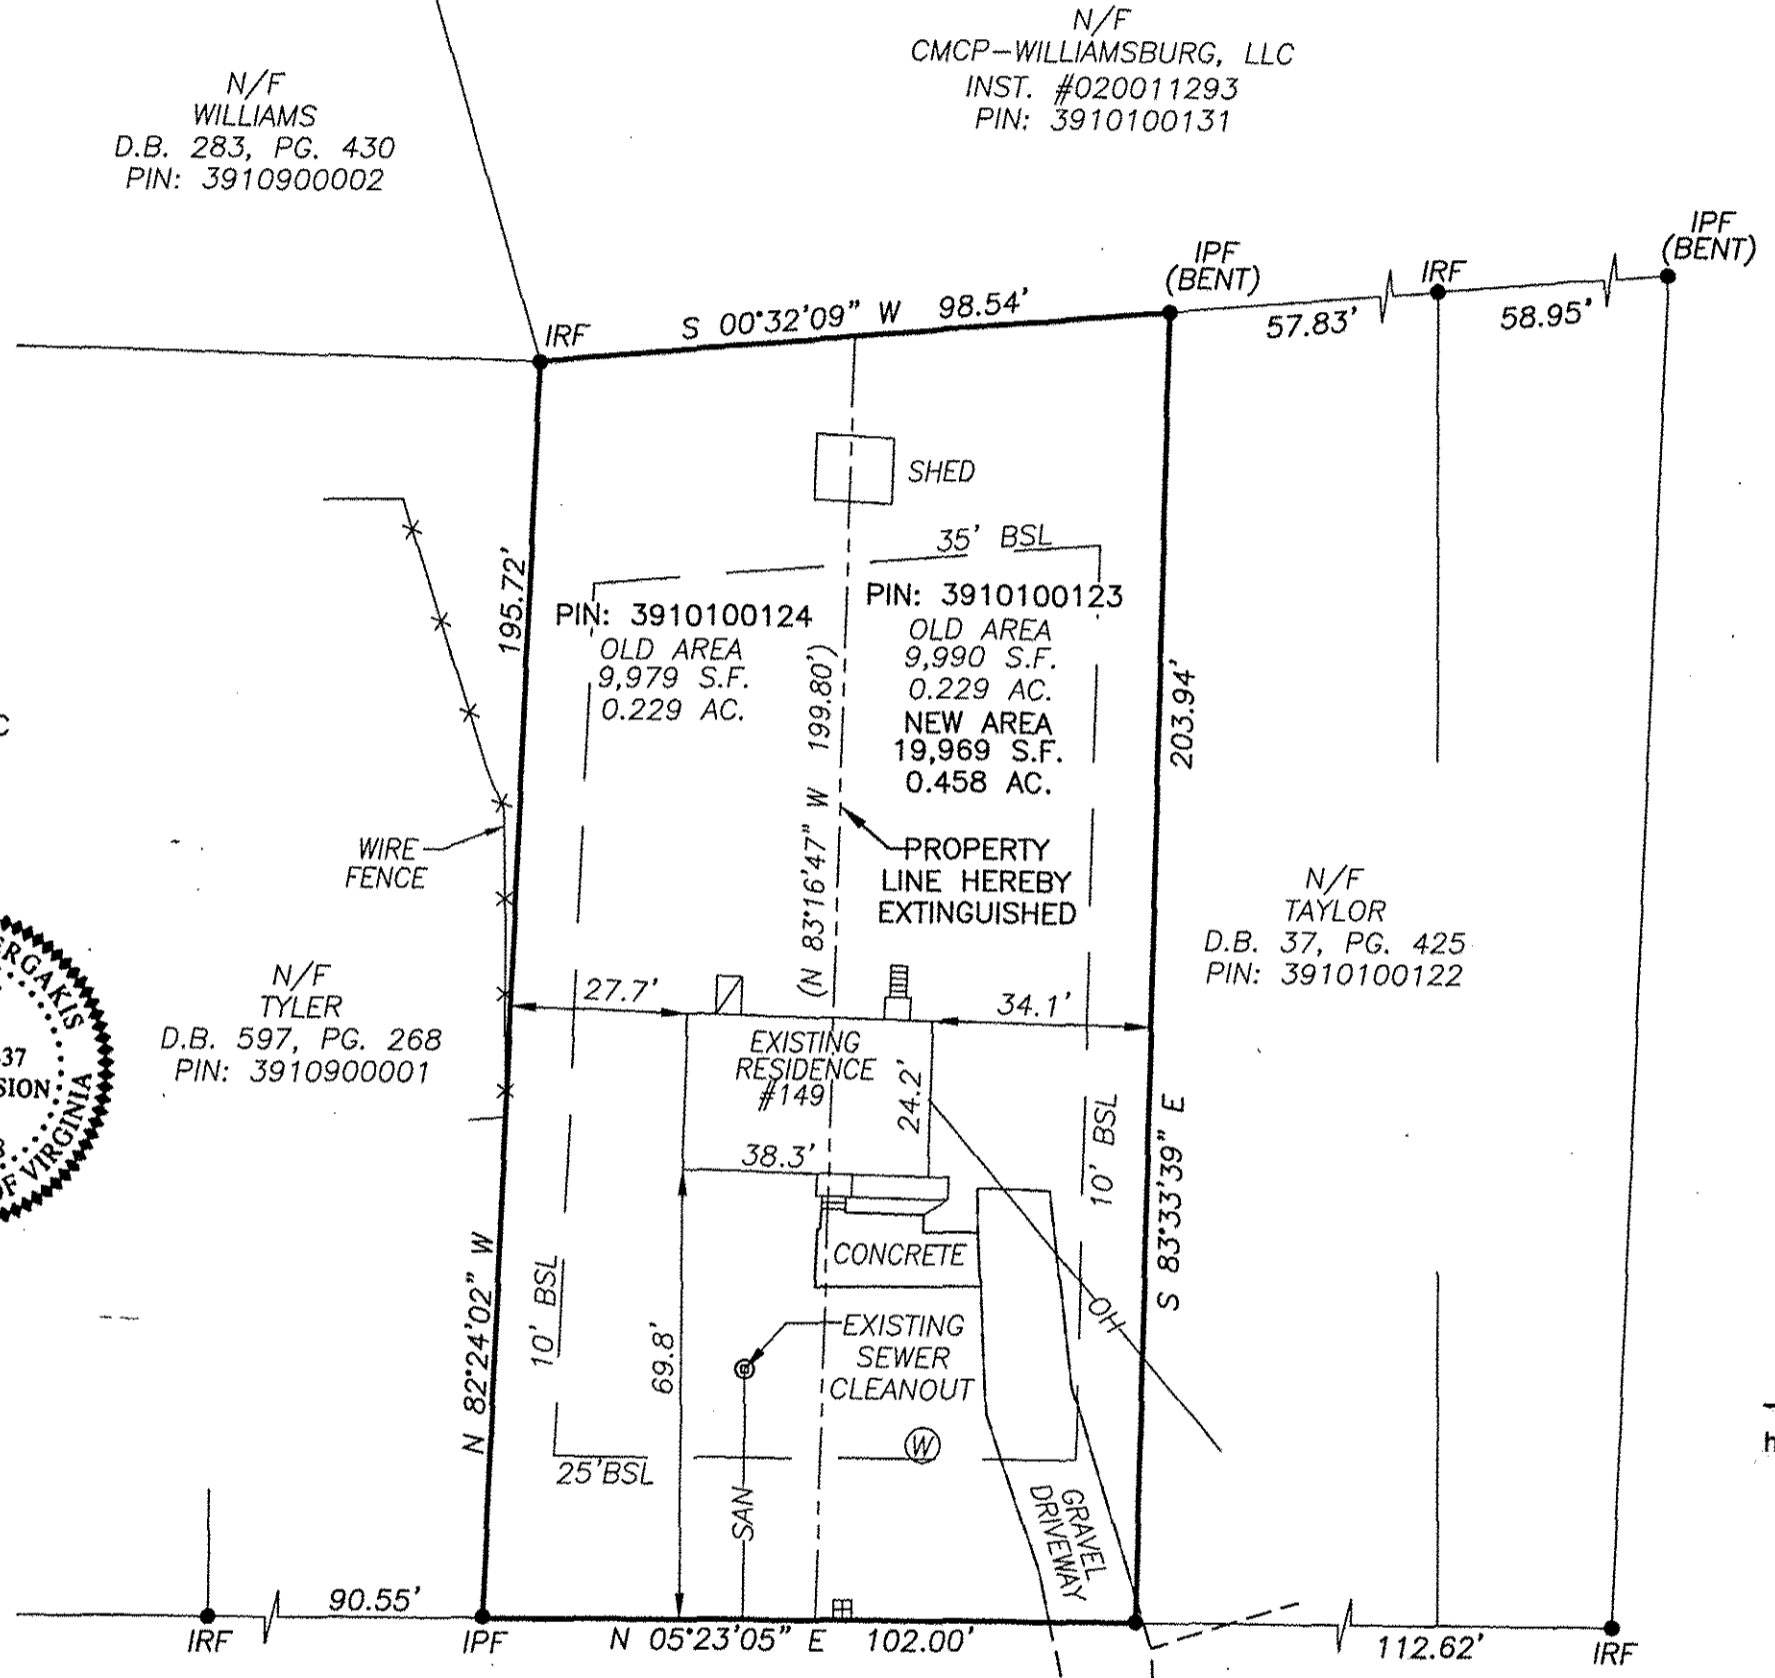 N/F
CMCP-WILLIAMSBURG, LLC
INST. #020011293
PIN: 3910100131
N/F
WILLIAMS
D.B. 283, PG. 430
PIN: 3910900002
IPF
(BENT)
IPF
(BENT)
IRF
IRF
S 00°32'09" W 98.54'
57.83'
58.95'
SHED
35' BSL
195.72'
PIN: 3910100124
OLD AREA
9,979 S.F.
0.229 AC.
PIN: 3910100123
OLD AREA
9,990 S.F.
0.229 AC.
NEW AREA
19,969 S.F.
0.458 AC.
(N 83°16'47" W 199.80')
203.94'
C
WIRE
FENCE
PROPERTY
LINE HEREBY
EXTINGUISHED
N/F
TAYLOR
D.B. 37, PG. 425
PIN: 3910100122
N/F
TYLER
D.B. 597, PG. 268
PIN: 3910900001
RGAKIS
37
SION
OF VIRGINIA
27.7'
34.1'
EXISTING
RESIDENCE
#149
24.2'
38.3'
10' BSL
S 83°33'39" E
CONCRETE
N 82°24'02" W
10' BSL
69.8'
OH
EXISTING
SEWER
CLEANOUT
W
25'BSL
SAN
GRAVEL
DRIVEWAY
h
90.55'
IRF
IPF
N 05°23'05" E 102.00'
112.62'
IRF